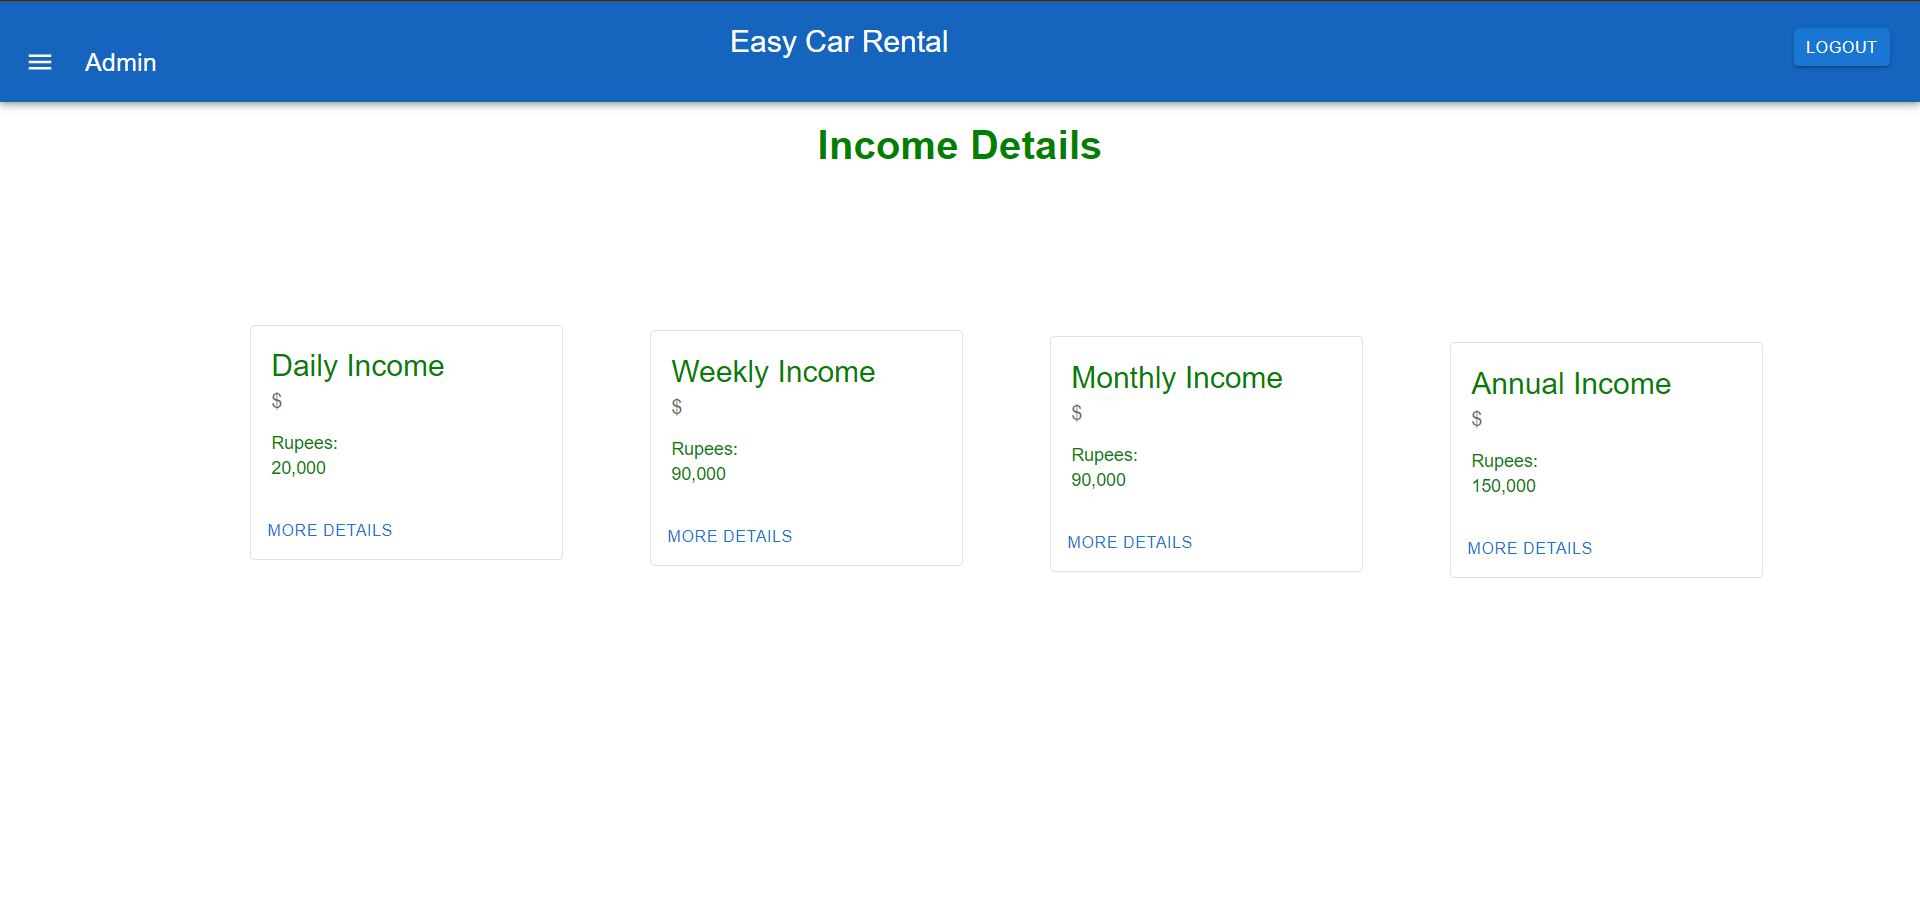 Easy Car Rental
Admin
LOGOUT
Income Details
Daily Income
$
Rupees:
20,000
MORE DETAILS
Weekly Income
$
Rupees:
90,000
MORE DETAILS
Monthly Income
$
Rupees:
90,000
MORE DETAILS
Annual Income
$
Rupees:
150,000
MORE DETAILS